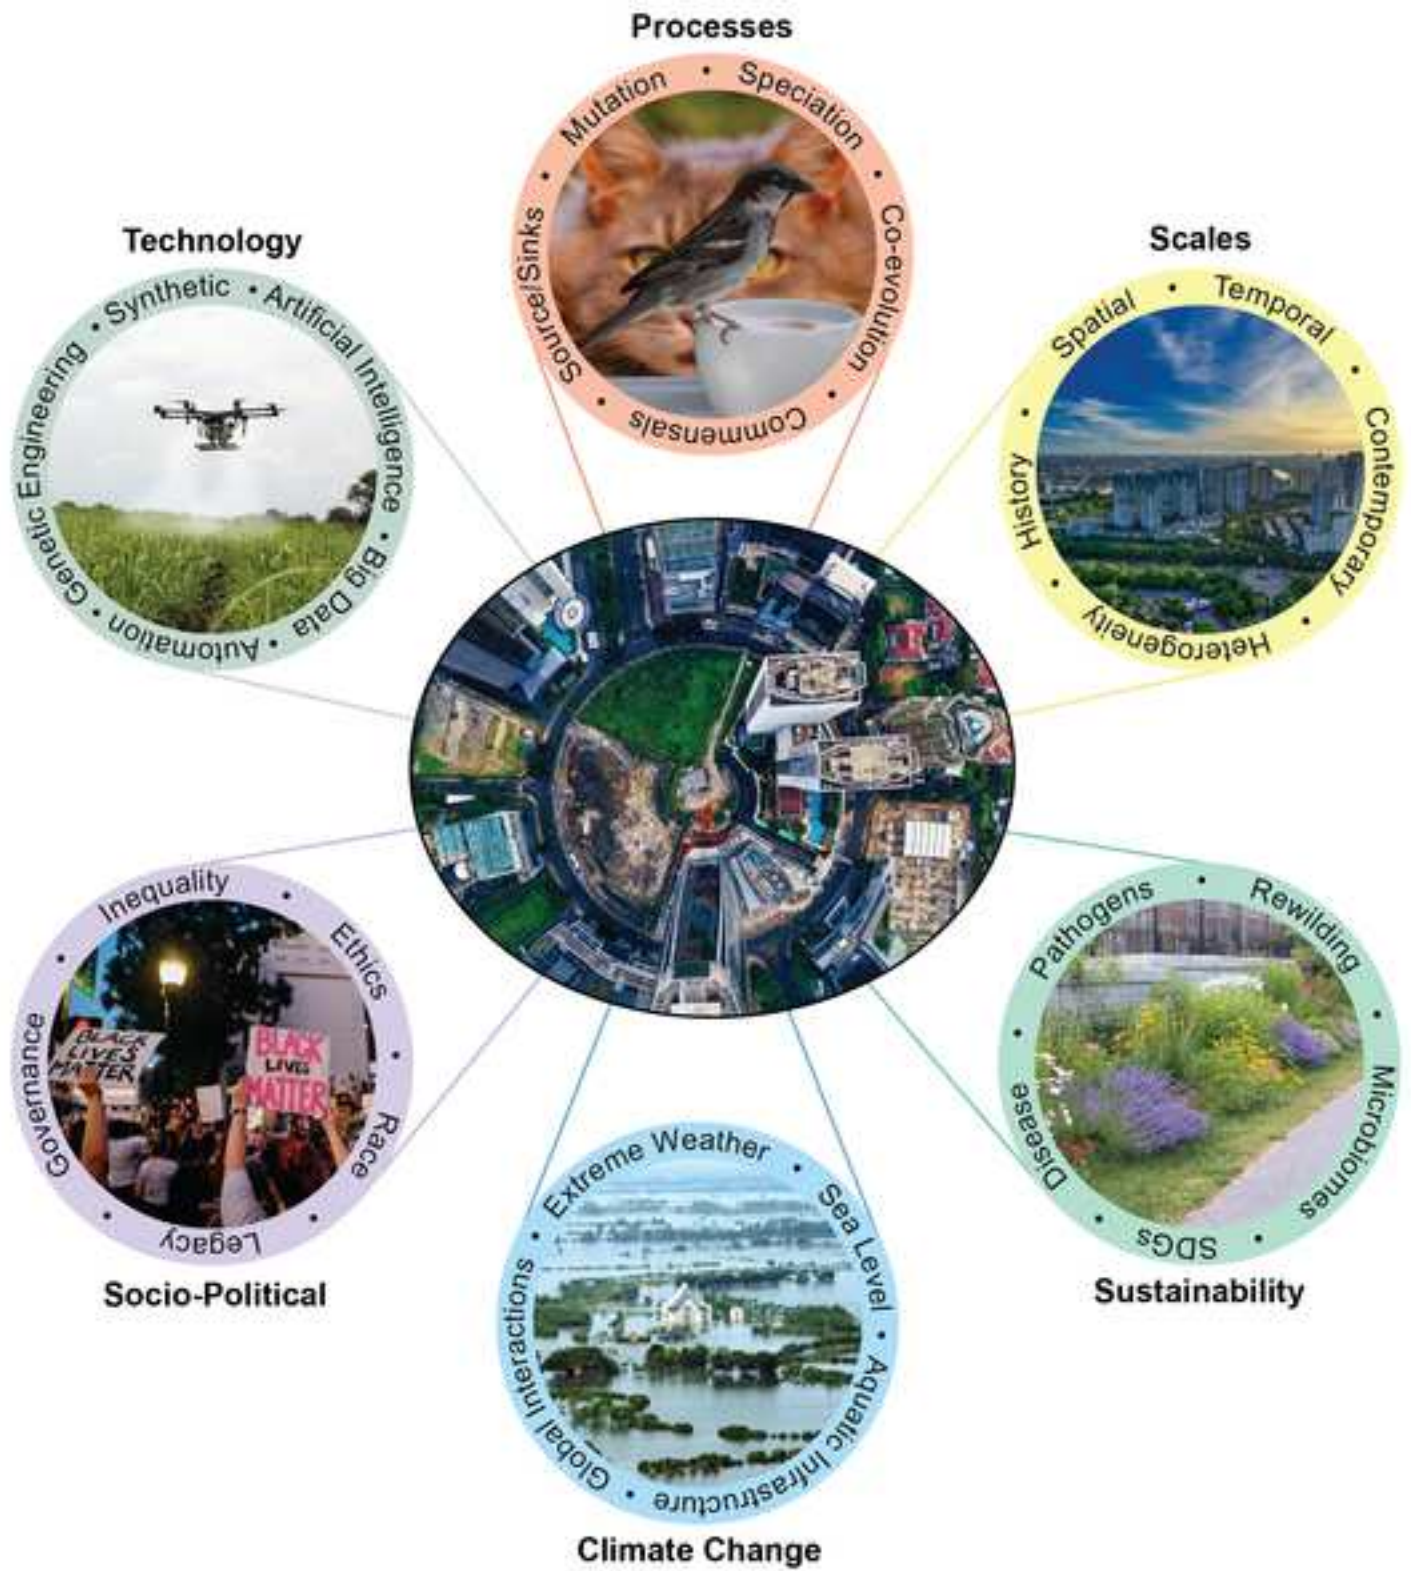 Processes
Mutation • Speciation • Co-evolution • Commensals • Source/Sinks •
Technology
Synthetic • Artificial Intelligence • Big Data • Automation • Genetic Engineering •
Scales
Spatial • Temporal • Contemporary • Heterogeneity • History •
Inequality • Ethics • Race • Legacy • Governance •
BLACK
LIVES
MATTER
BLACK
LIVES
MATTER
Socio-Political
Pathogens • Rewilding • Microbiomes • SDGs • Disease •
Sustainability
Extreme Weather • Sea Level • Aquatic Infrastructure • Global Interactions •
Climate Change